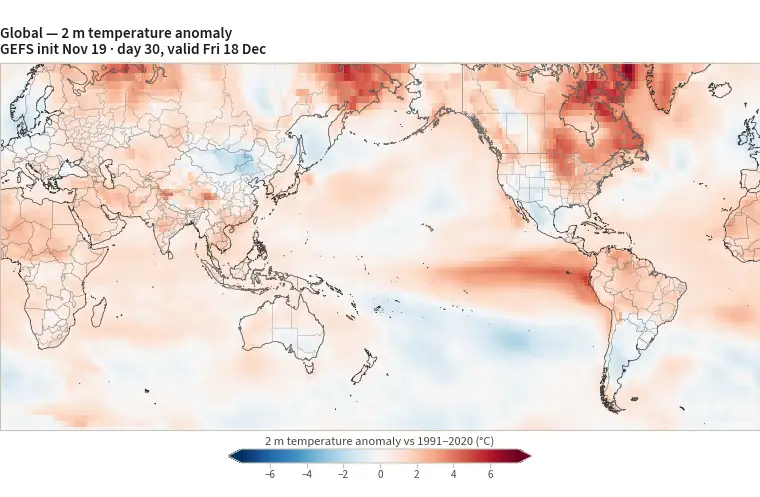 Global — 2 m temperature anomaly
GEFS init Nov 19 · day 30, valid Fri 18 Dec
2 m temperature anomaly vs 1991–2020 (°C)
−6 −4 −2 0 2 4 6